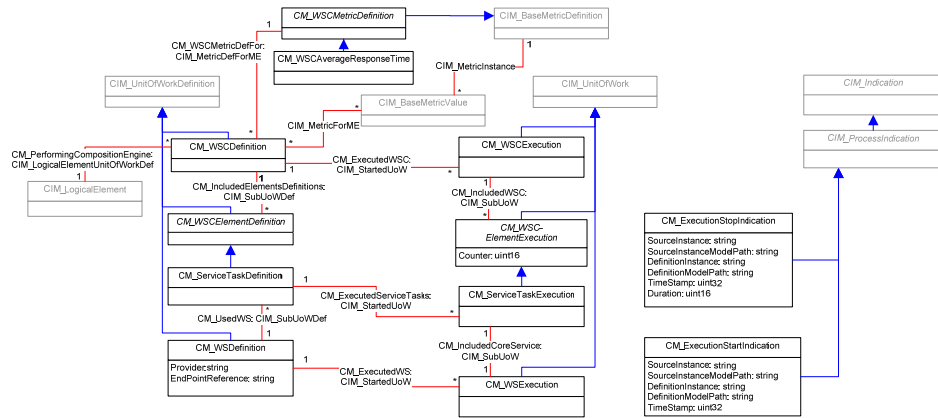 CM_WSCMetricDefinition
CIM_BaseMetricDefinition
1
1
CM_WSCMetricDefFor:
CIM_MetricDefForME
CM_WSCAverageResponseTime
CIM_MetricInstance
CIM_UnitOfWorkDefinition
CIM_UnitOfWork
CIM_Indication
*
CIM_BaseMetricValue
*
CIM_MetricForME
CIM_ProcessIndication
*
*
*
CM_WSCDefinition
CM_WSCExecution
CM_PerformingCompositionEngine:
CIM_LogicalElementUnitOfWorkDef
1
CM_ExecutedWSC:
CIM_StartedUoW
*
1
CIM_LogicalElement
1
CM_IncludedElementsDefinitions:
CIM_SubUoWDef
*
1
CM_IncludedWSC:
CIM_SubUoW
*
CM_WSCElementDefinition
CM_WSC-
ElementExecution
Counter: uint16
CM_ExecutionStopIndication
SourceInstance: string
SourceInstanceModelPath: string
DefinitionInstance: string
DefinitionModelPath: string
TimeStamp: uint32
Duration: uint16
CM_ServiceTaskDefinition
1
CM_ExecutedServiceTasks:
CIM_StartedUoW
*
CM_ServiceTaskExecution
*
CM_UsedWS: CIM_SubUoWDef
1
1
CM_IncludedCoreService:
CIM_SubUoW
1
CM_WSDefinition
Provider:string
EndPointReference: string
1
CM_ExecutedWS:
CIM_StartedUoW
*
CM_WSExecution
CM_ExecutionStartIndication
SourceInstance: string
SourceInstanceModelPath: string
DefinitionInstance: string
DefinitionModelPath: string
TimeStamp: uint32